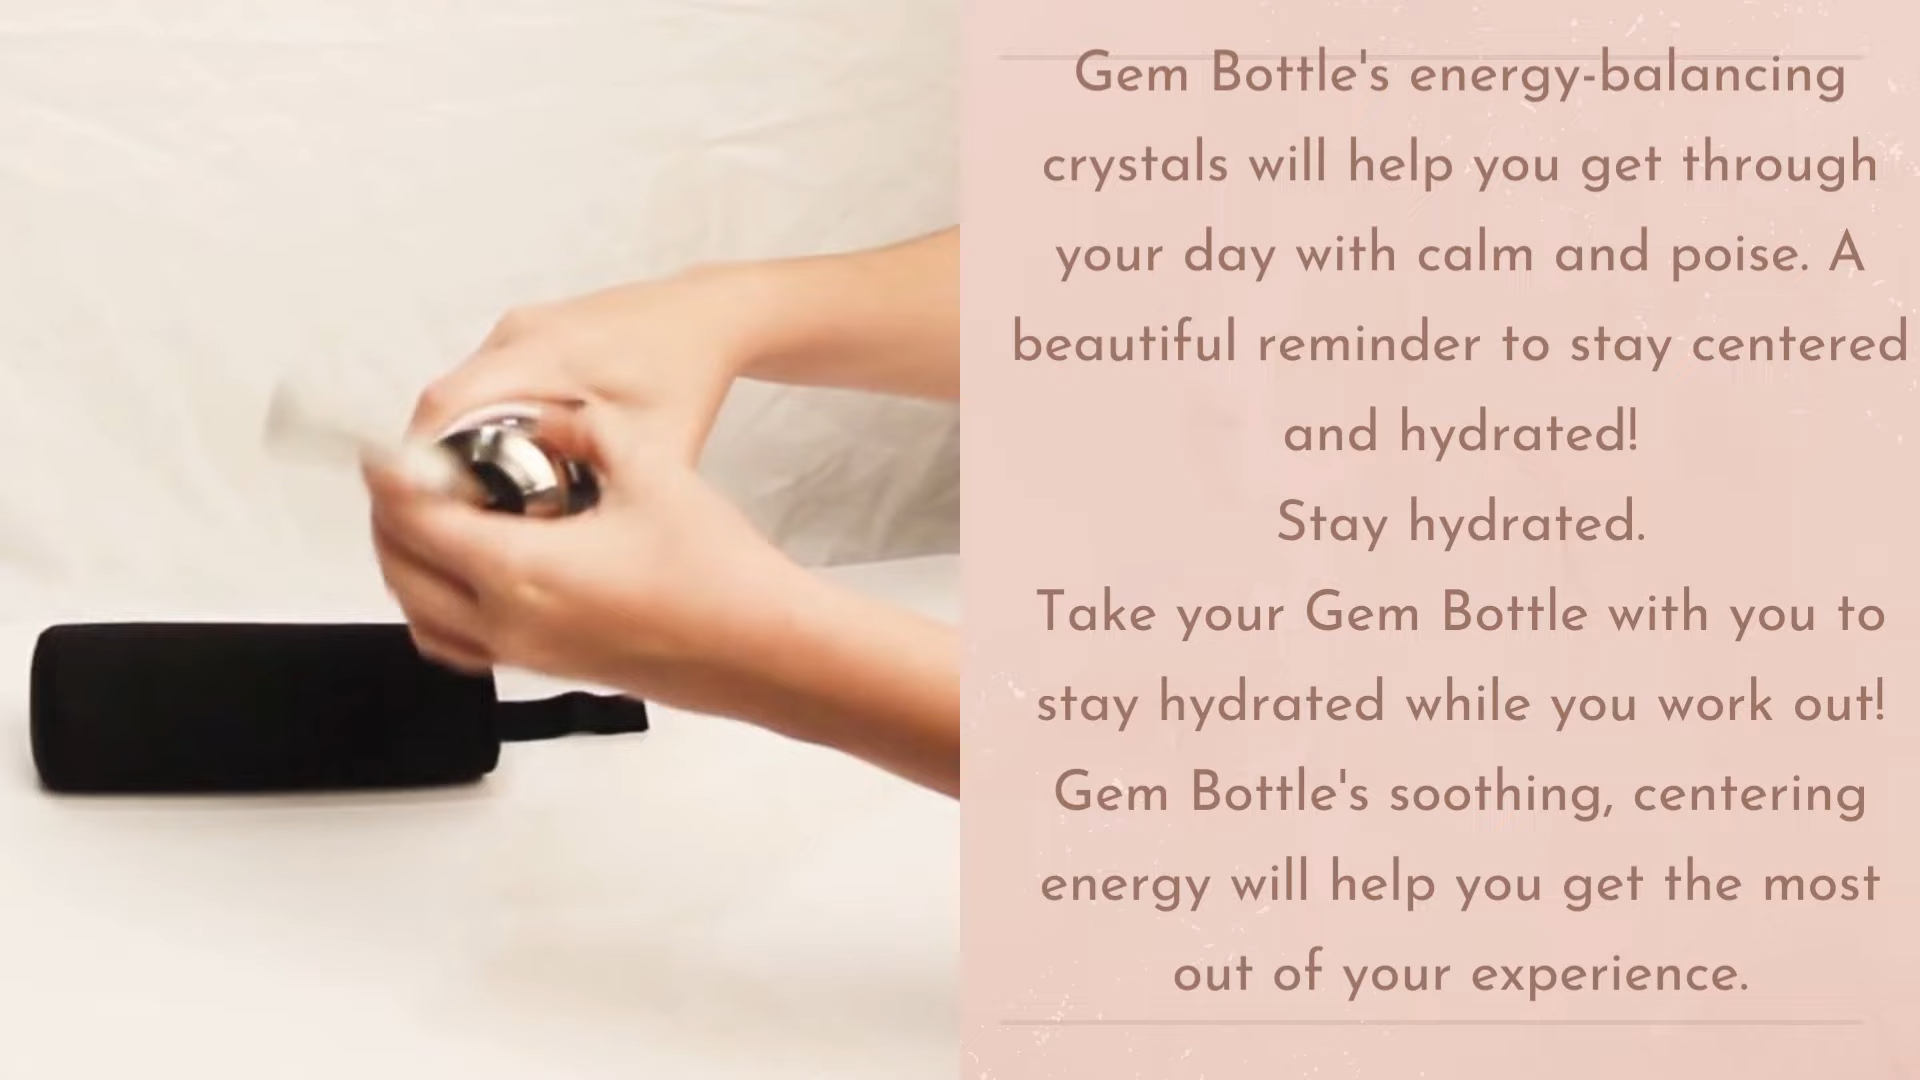 Gem Bottle's energy-balancing
crystals will help you get through
your day with calm and poise. A
beautiful reminder to stay centered
and hydrated!
Stay hydrated.
Take your Gem Bottle with you to
stay hydrated while you work out!
Gem Bottle's soothing, centering
energy will help you get the most
out of your experience.